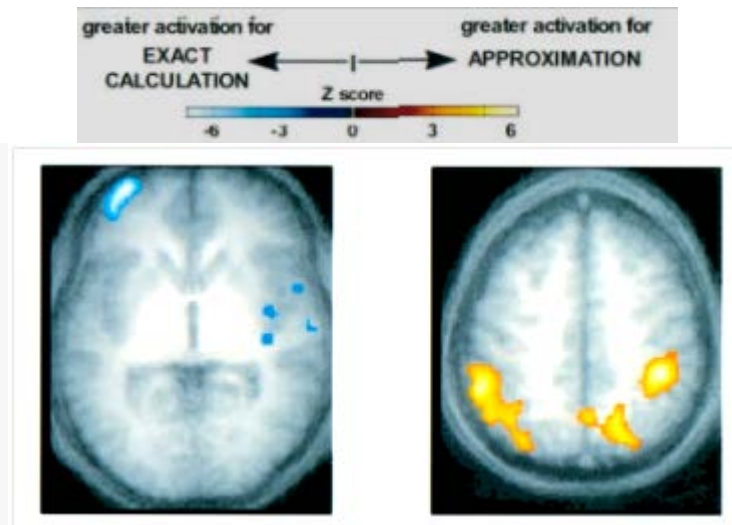 greater activation for
greater activation for
EXACT
CALCULATION
APPROXIMATION
Z score
-6 -3 0 3 6